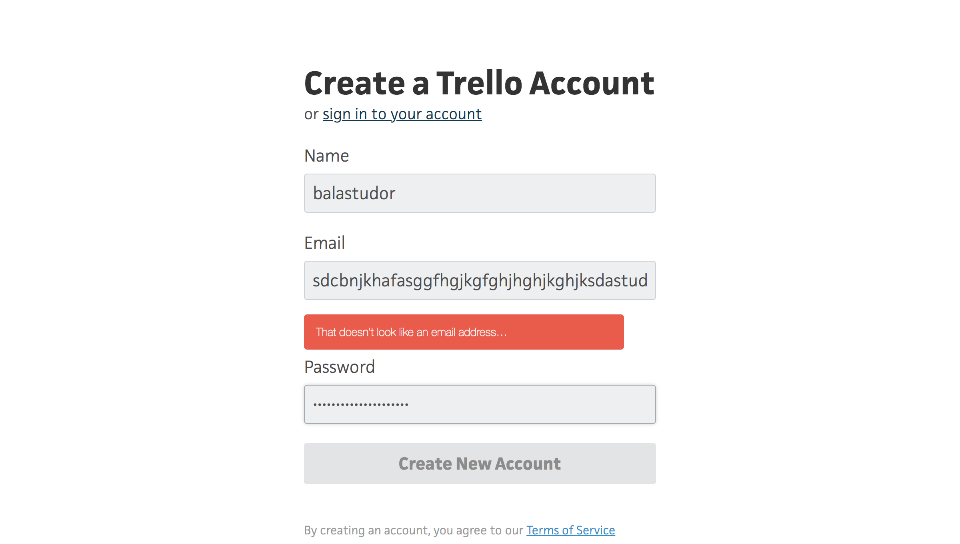 Create a Trello Account
or sign in to your account
Name
balastudor
Email
sdcbnjkhafasggfhgjkgfghjhghjkghjksdastud
That doesn't look like an email address...
Password
•••••••••••••••••••••
Create New Account
By creating an account, you agree to our Terms of Service